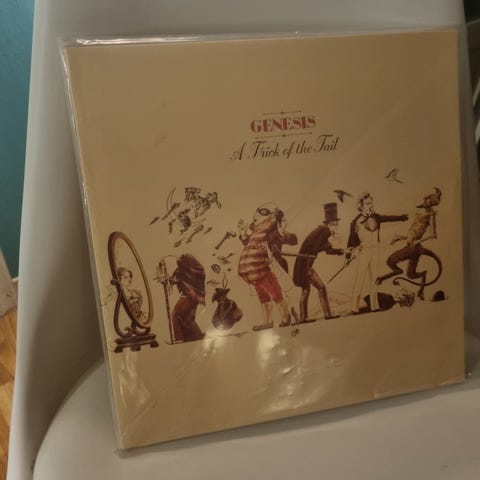 GENESIS
A Trick of the Tail